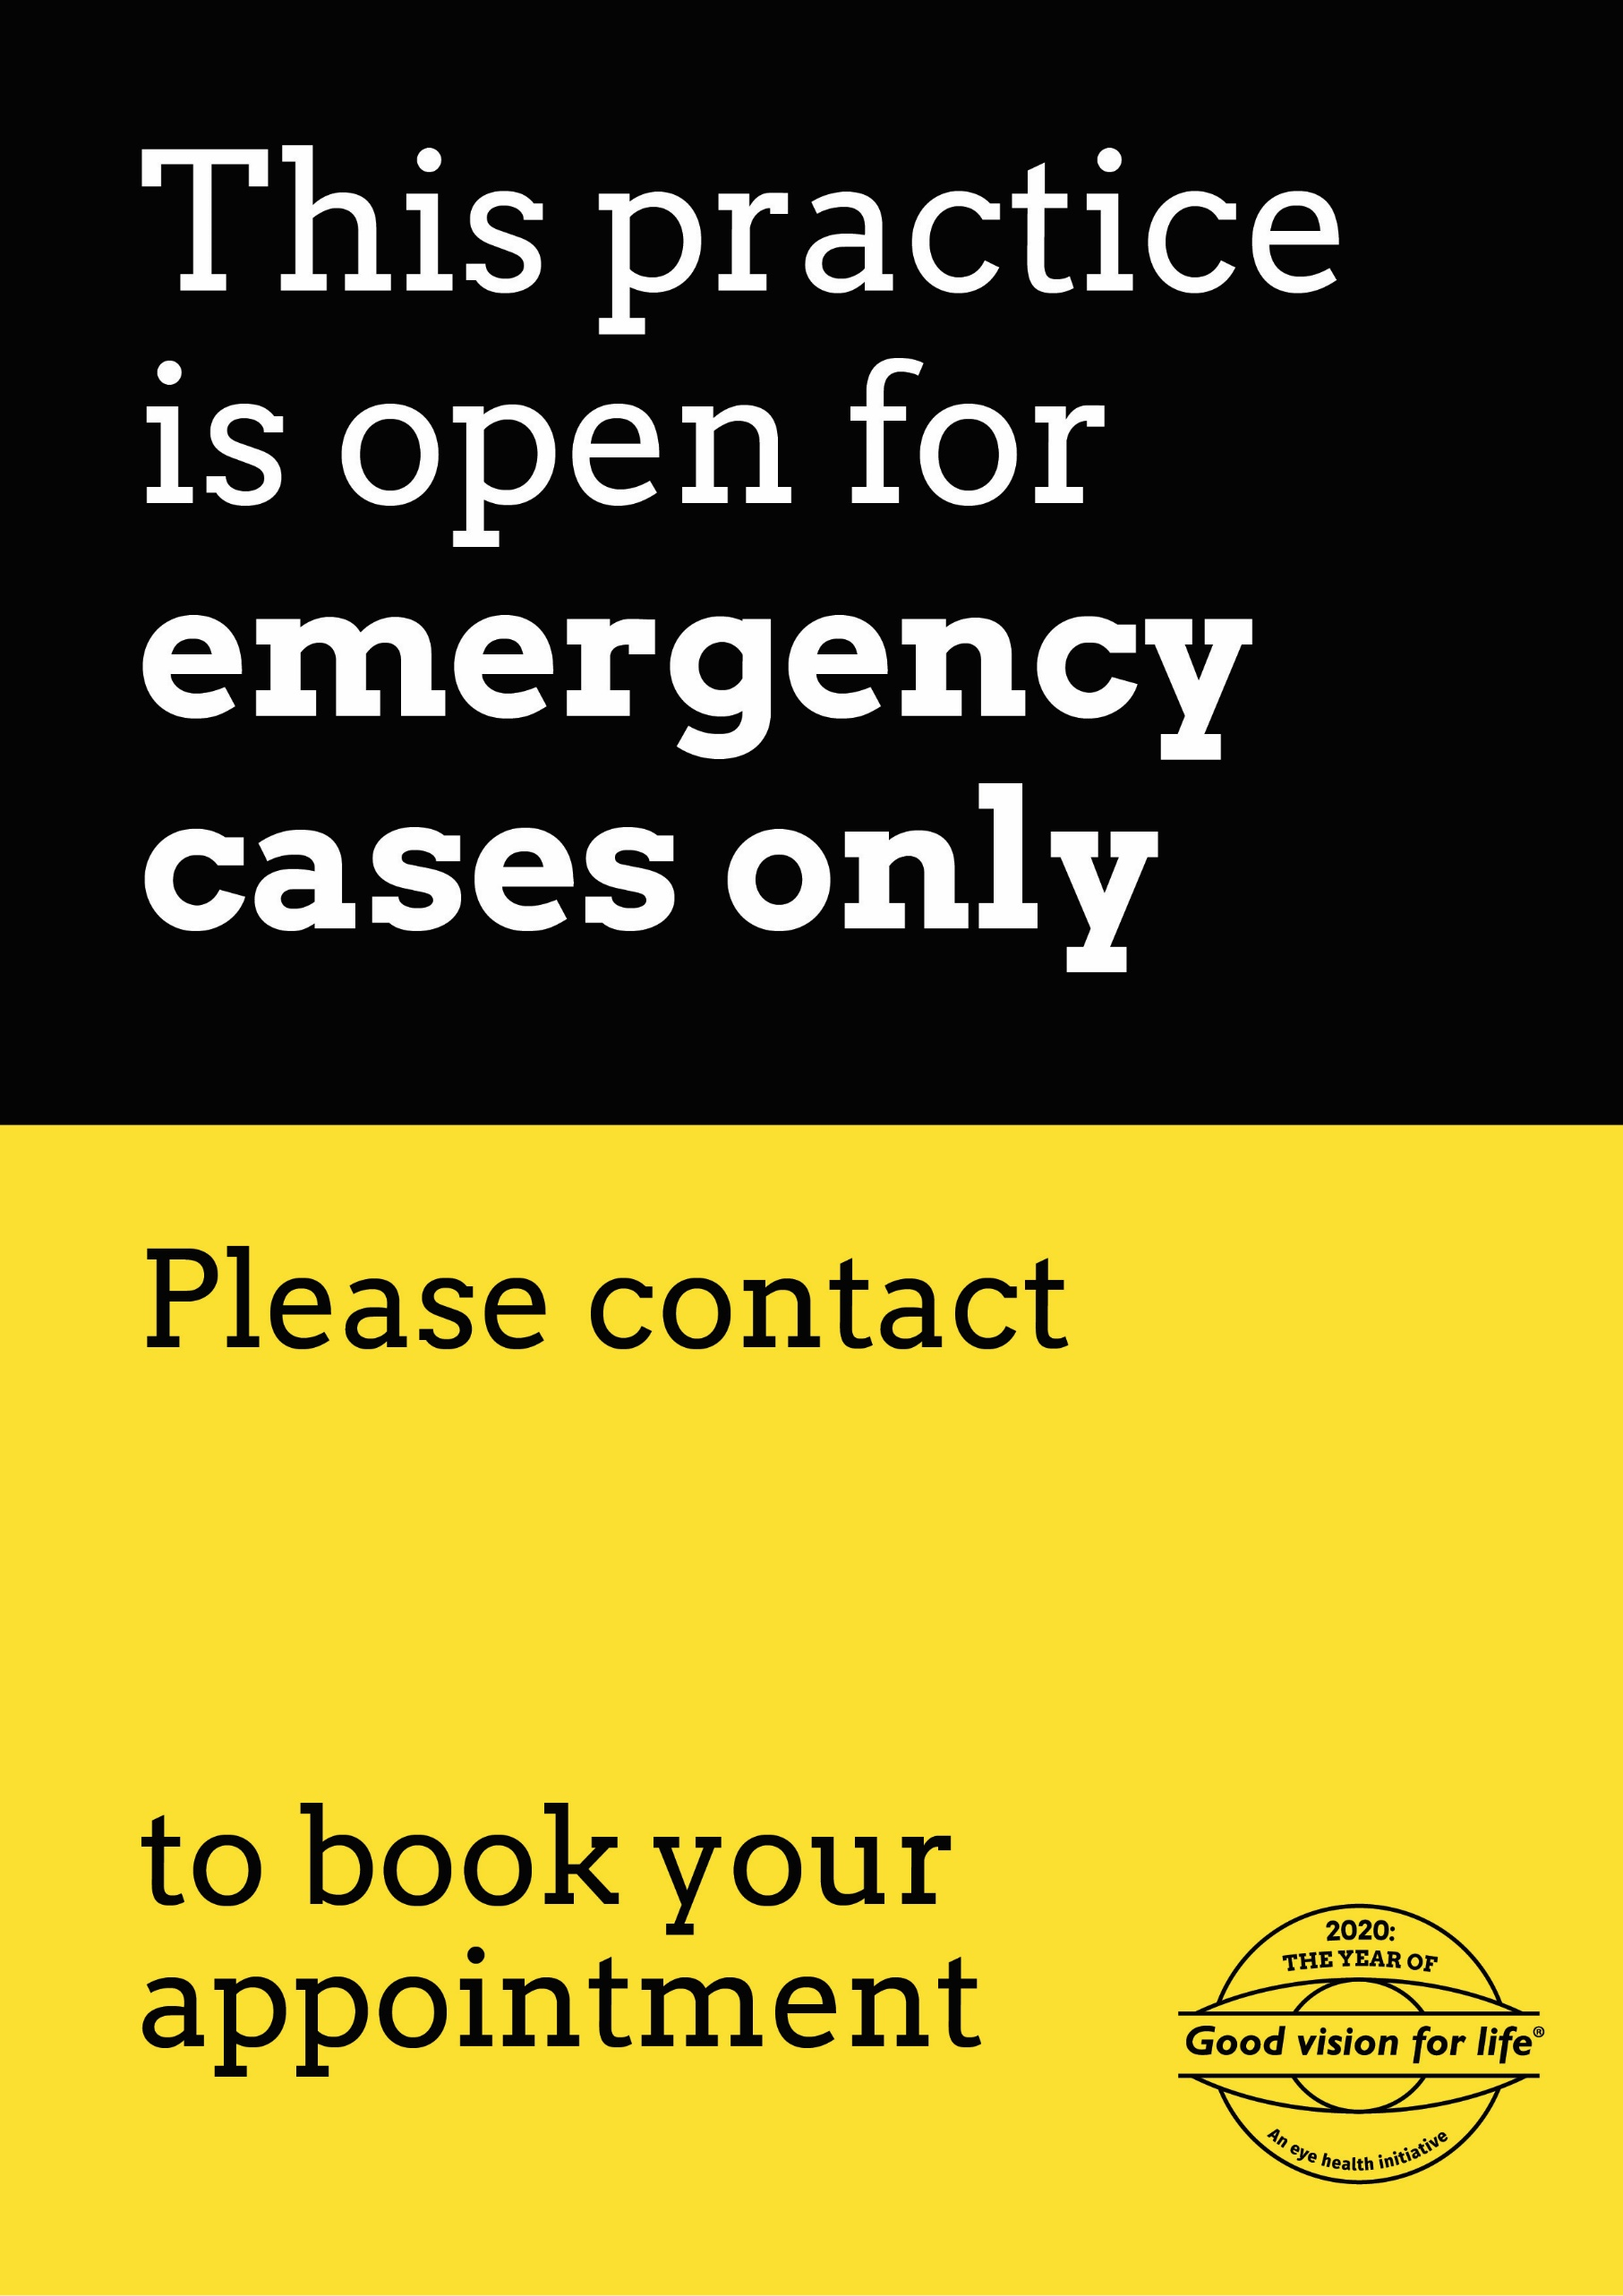 This practice
is open for
emergency
cases only
Please contact
to book your
appointment
2020:
THE YEAR OF
Good vision for life®
An eye health initiative